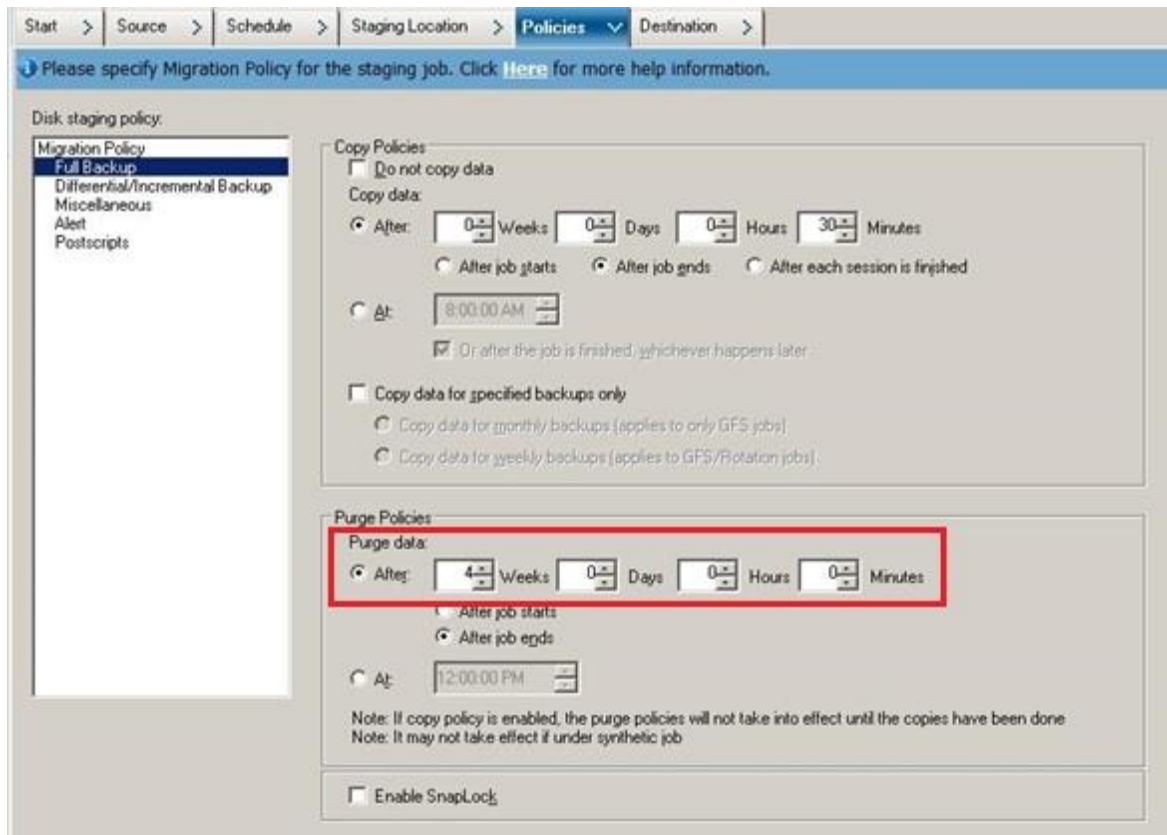 Start > Source > Schedule > Staging Location > Policies Destination >
Please specify Migration Policy for the staging job. Click Here for more help information.
Disk staging policy:
Migration Policy
Full Backup
Differential/Incremental Backup
Miscellaneous
Alert
Postscripts
Copy Policies
Do not copy data
Copy data:
After: 0 Weeks 0 Days 0 Hours 30 Minutes
After job starts After job ends After each session is finished
At: 8:00:00 AM
Or after the job is finished, whichever happens later
Copy data for specified backups only
Copy data for monthly backups (applies to only GFS jobs)
Copy data for weekly backups (applies to GFS/Rotation jobs)
Purge Policies
Purge data:
After: 4 Weeks 0 Days 0 Hours 0 Minutes
After job starts
After job ends
At: 12:00:00 PM
Note: If copy policy is enabled, the purge policies will not take into effect until the copies have been done
Note: It may not take effect if under synthetic job
Enable SnapLock